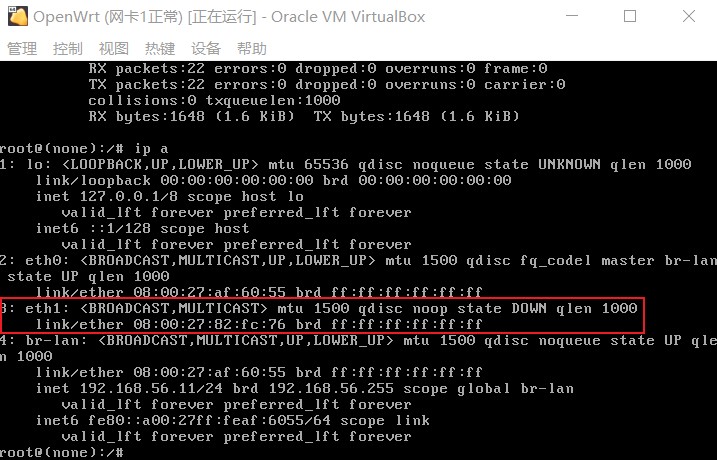 OpenWrt (网卡1正常) [正在运行] - Oracle VM VirtualBox
管理 控制 视图 热键 设备 帮助
RX packets:22 errors:0 dropped:0 overruns:0 frame:0
TX packets:22 errors:0 dropped:0 overruns:0 carrier:0
collisions:0 txqueuelen:1000
RX bytes:1648 (1.6 KiB)  TX bytes:1648 (1.6 KiB)
root@(none):/# ip a
1: lo: <LOOPBACK,UP,LOWER_UP> mtu 65536 qdisc noqueue state UNKNOWN qlen 1000
link/loopback 00:00:00:00:00:00 brd 00:00:00:00:00:00
inet 127.0.0.1/8 scope host lo
valid_lft forever preferred_lft forever
inet6 ::1/128 scope host
valid_lft forever preferred_lft forever
2: eth0: <BROADCAST,MULTICAST,UP,LOWER_UP> mtu 1500 qdisc fq_codel master br-lan
state UP qlen 1000
link/ether 08:00:27:af:60:55 brd ff:ff:ff:ff:ff:ff
3: eth1: <BROADCAST,MULTICAST> mtu 1500 qdisc noop state DOWN qlen 1000
link/ether 08:00:27:82:fc:76 brd ff:ff:ff:ff:ff:ff
4: br-lan: <BROADCAST,MULTICAST,UP,LOWER_UP> mtu 1500 qdisc noqueue state UP qle
n 1000
link/ether 08:00:27:af:60:55 brd ff:ff:ff:ff:ff:ff
inet 192.168.56.11/24 brd 192.168.56.255 scope global br-lan
valid_lft forever preferred_lft forever
inet6 fe80::a00:27ff:feaf:6055/64 scope link
valid_lft forever preferred_lft forever
root@(none):/#